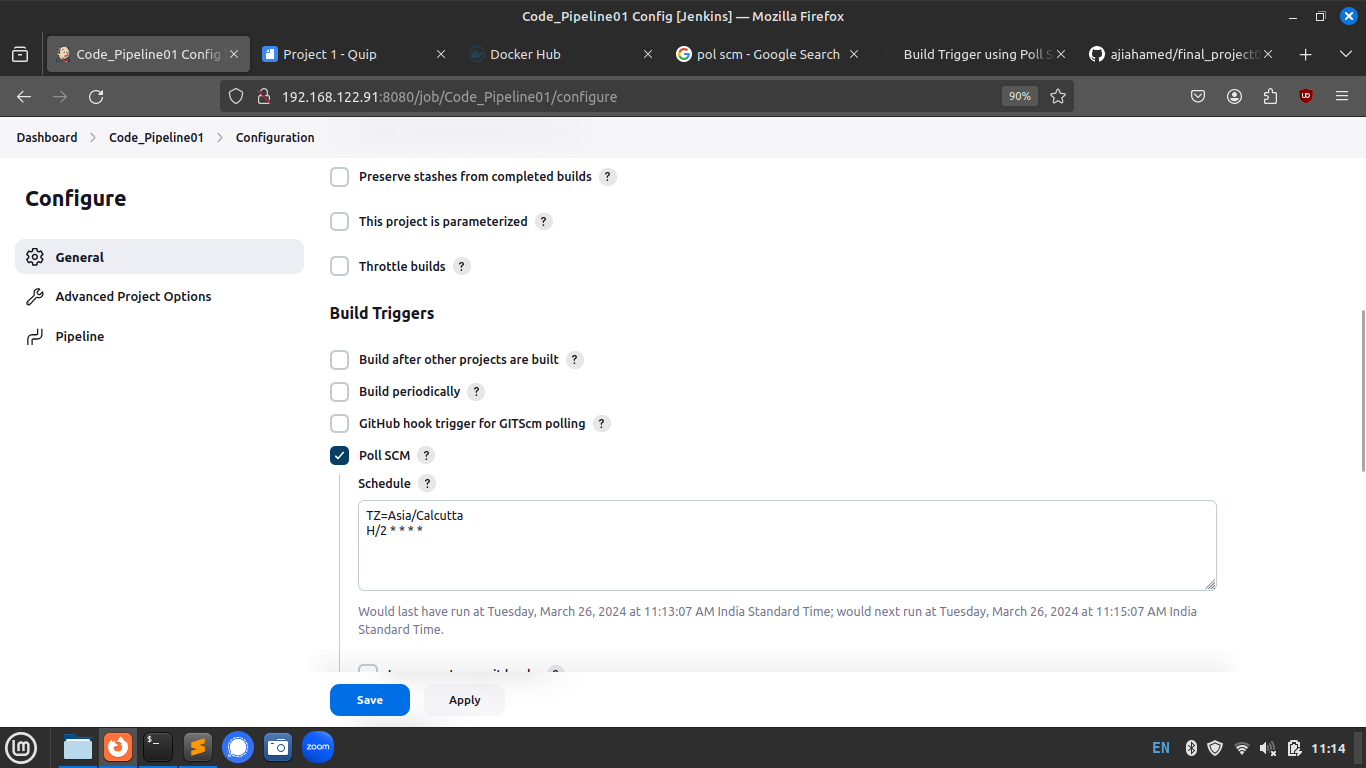 Code_Pipeline01 Config [Jenkins] — Mozilla Firefox
Code_Pipeline01 Config
Project 1 - Quip
Docker Hub
pol scm - Google Search
Build Trigger using Poll S
ajiahamed/final_project0
192.168.122.91:8080/job/Code_Pipeline01/configure
90%
Dashboard
Code_Pipeline01
Configuration
Configure
General
Advanced Project Options
Pipeline
Preserve stashes from completed builds ?
This project is parameterized ?
Throttle builds ?
Build Triggers
Build after other projects are built ?
Build periodically ?
GitHub hook trigger for GITScm polling ?
Poll SCM ?
Schedule ?
TZ=Asia/Calcutta
H/2 * * * *
Would last have run at Tuesday, March 26, 2024 at 11:13:07 AM India Standard Time; would next run at Tuesday, March 26, 2024 at 11:15:07 AM India
Standard Time.
Save
Apply
zoom
EN
11:14